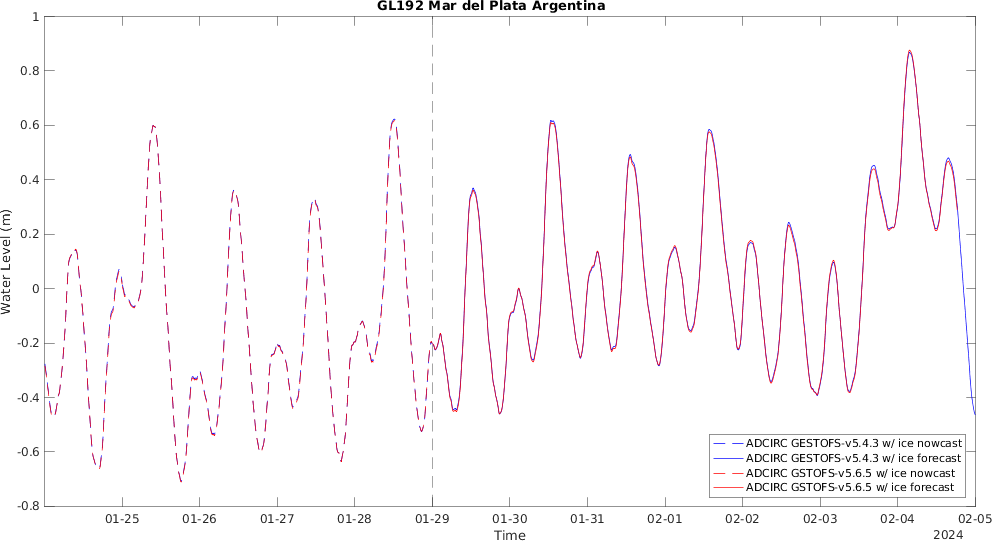 GL192 Mar del Plata Argentina
1
0.8
0.6
0.4
0.2
0
-0.2
-0.4
-0.6
-0.8
Water Level (m)
ADCIRC GESTOFS-v5.4.3 w/ ice nowcast
ADCIRC GESTOFS-v5.4.3 w/ ice forecast
ADCIRC GSTOFS-v5.6.5 w/ ice nowcast
ADCIRC GSTOFS-v5.6.5 w/ ice forecast
01-25 01-26 01-27 01-28 01-29 01-30 01-31 02-01 02-02 02-03 02-04 02-05
Time
2024